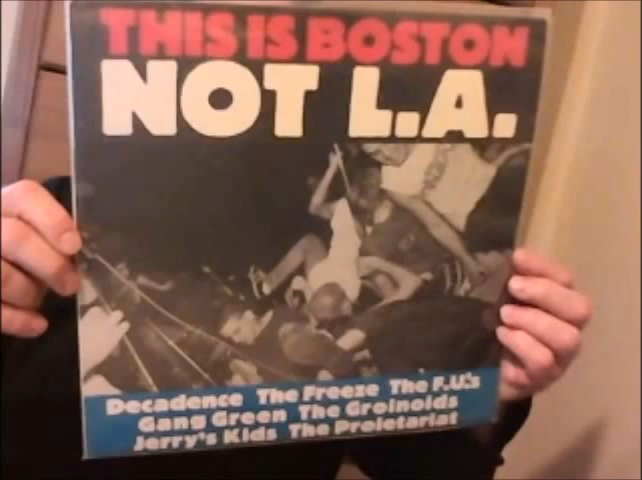 THIS IS BOSTON
NOT L.A.
Decadence The Freeze The F.U.'s
Gang Green The Groinoids
Jerry's Kids The Proletariat